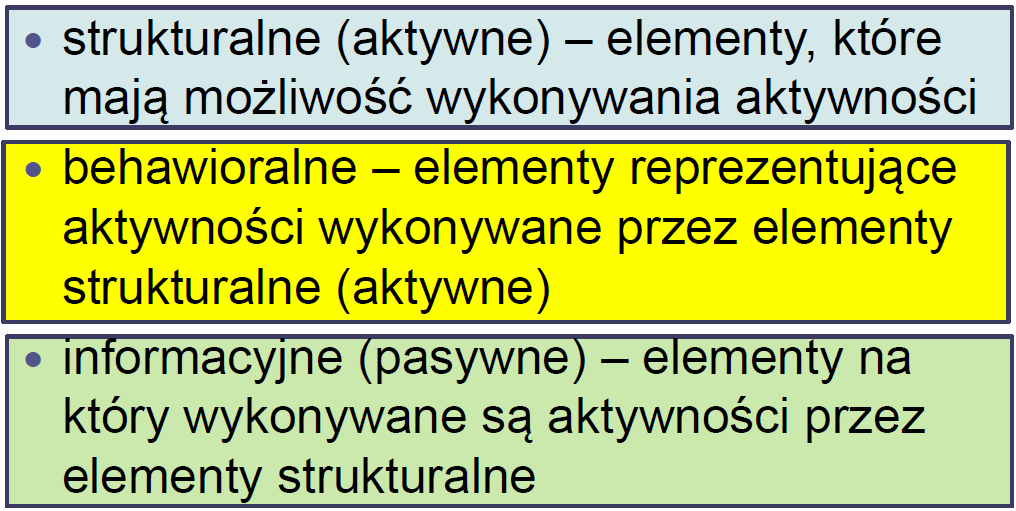 • strukturalne (aktywne) – elementy, które
mają możliwość wykonywania aktywności
• behawioralne – elementy reprezentujące
aktywności wykonywane przez elementy
strukturalne (aktywne)
• informacyjne (pasywne) – elementy na
który wykonywane są aktywności przez
elementy strukturalne